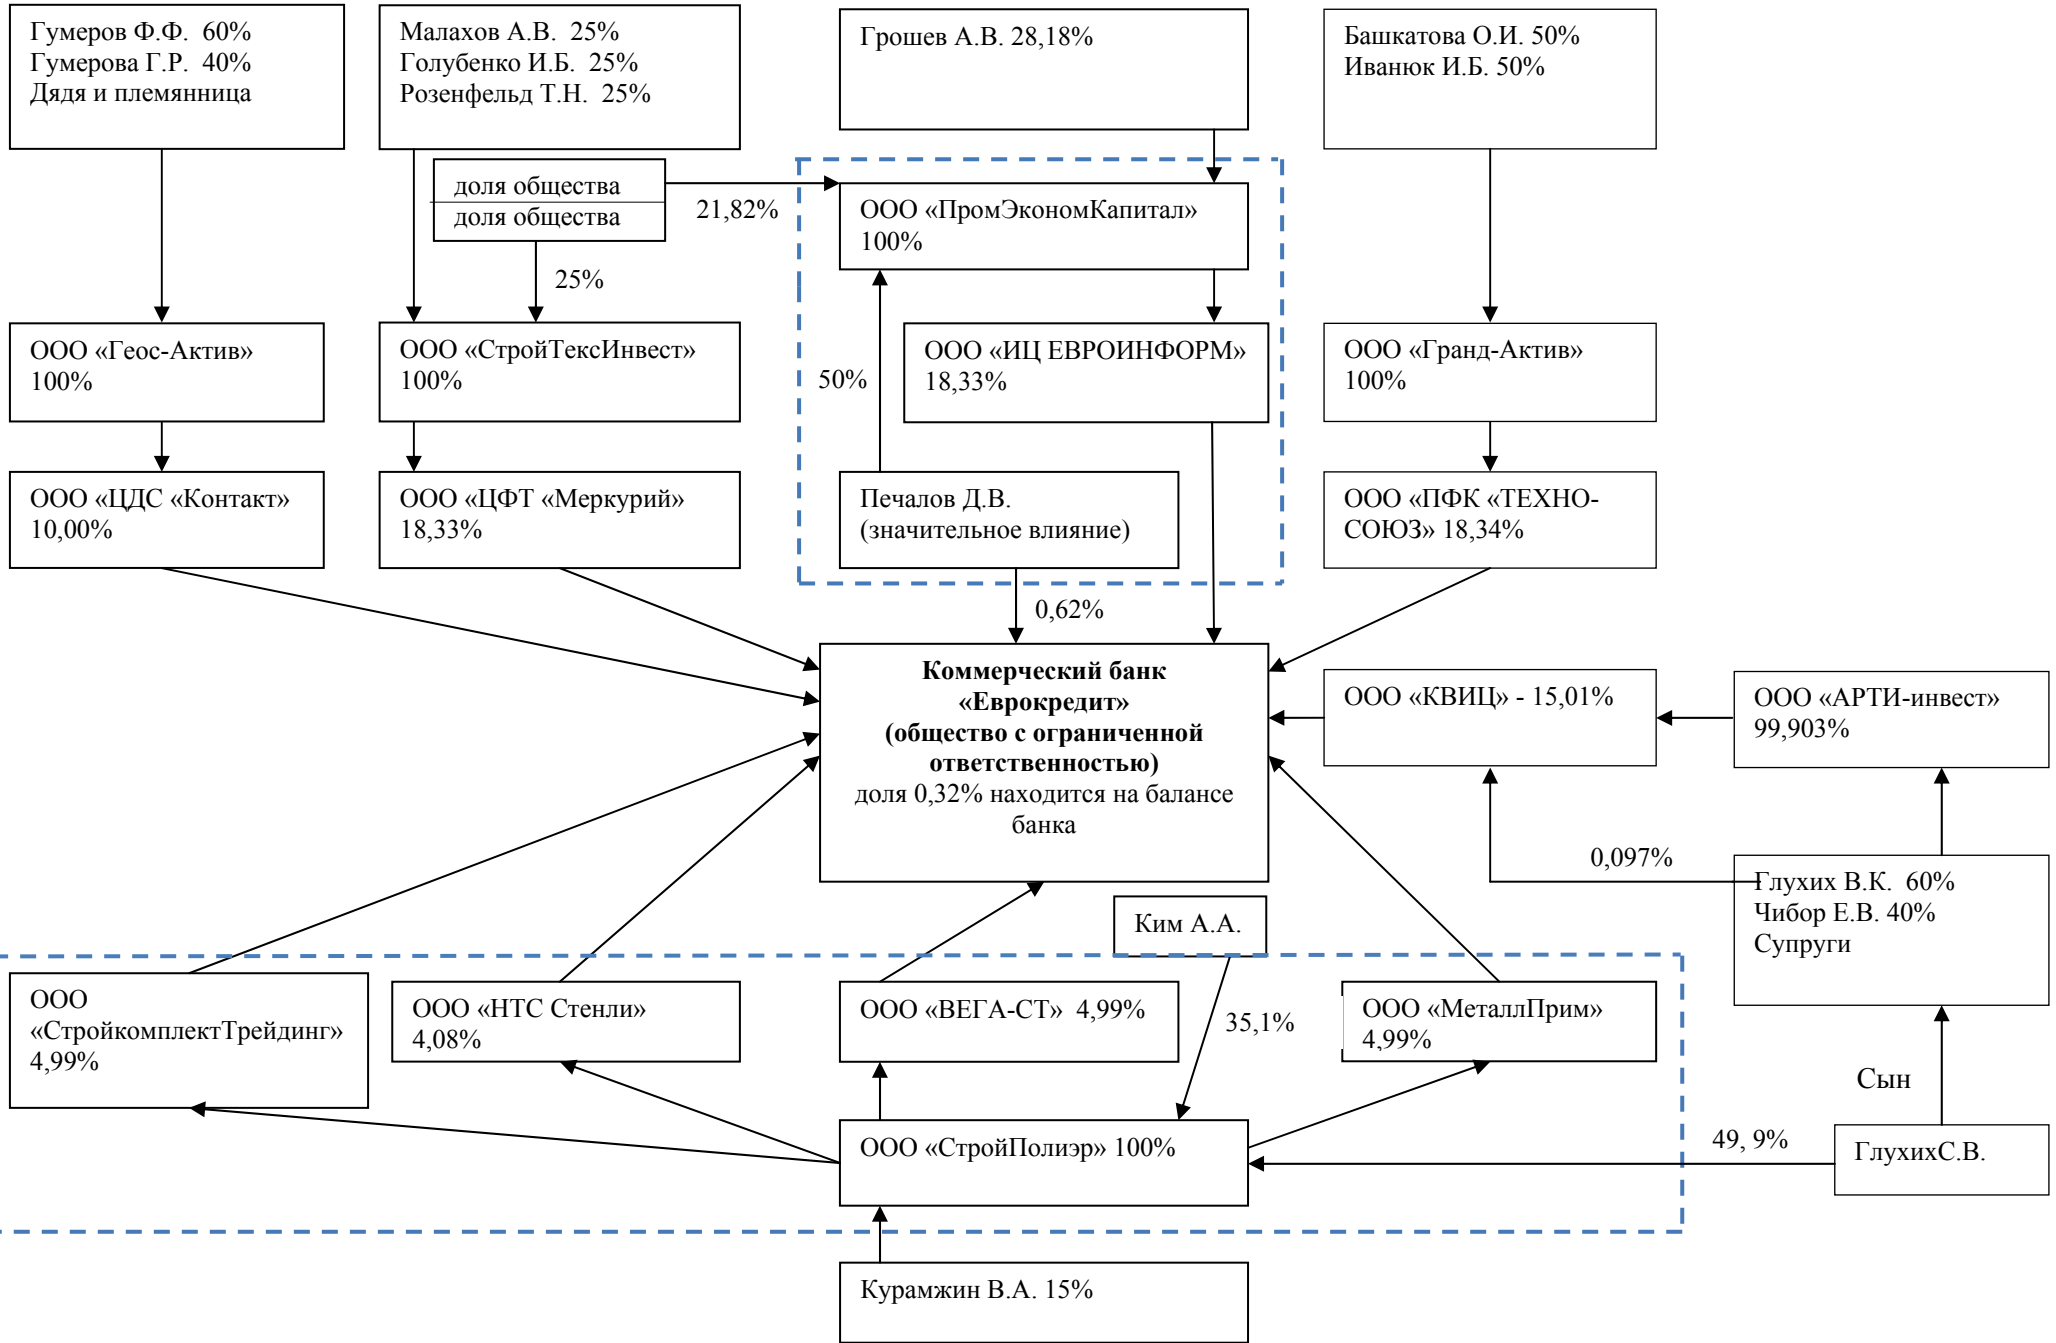 Гумеров Ф.Ф. 60%
Гумерова Г.Р. 40%
Дядя и племянница
Малахов А.В. 25%
Голубенко И.Б. 25%
Розенфельд Т.Н. 25%
Грошев А.В. 28,18%
Башкатова О.И. 50%
Иванюк И.Б. 50%
доля общества
доля общества
21,82%
25%
ООО «ПромЭкономКапитал»
100%
ООО «Геос-Актив»
100%
ООО «СтройТексИнвест»
100%
50%
ООО «ИЦ ЕВРОИНФОРМ»
18,33%
ООО «Гранд-Актив»
100%
ООО «ЦДС «Контакт»
10,00%
ООО «ЦФТ «Меркурий»
18,33%
Печалов Д.В.
(значительное влияние)
ООО «ПФК «ТЕХНО-
СОЮЗ» 18,34%
0,62%
Коммерческий банк
«Еврокредит»
(общество с ограниченной
ответственностью)
доля 0,32% находится на балансе
банка
ООО «КВИЦ» - 15,01%
ООО «АРТИ-инвест»
99,903%
0,097%
Глухих В.К. 60%
Чибор Е.В. 40%
Супруги
Ким А.А.
ООО
«СтройкомплектТрейдинг»
4,99%
ООО «НТС Стенли»
4,08%
ООО «ВЕГА-СТ» 4,99%
35,1%
ООО «МеталлПрим»
4,99%
Сын
ООО «СтройПолиэр» 100%
49, 9%
ГлухихС.В.
Курамжин В.А. 15%